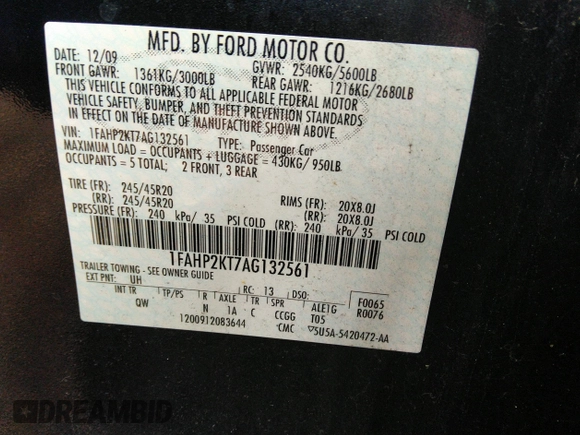 MFD. BY FORD MOTOR CO.
DATE: 12/09 GVWR: 2540KG/5600LB
FRONT GAWR: 1361KG/3000LB REAR GAWR: 1216KG/2680LB
THIS VEHICLE CONFORMS TO ALL APPLICABLE FEDERAL MOTOR
VEHICLE SAFETY, BUMPER, AND THEFT PREVENTION STANDARDS
IN EFFECT ON THE DATE OF MANUFACTURE SHOWN ABOVE.
VIN: 1FAHP2KT7AG132561 TYPE: Passenger Car
MAXIMUM LOAD = OCCUPANTS + LUGGAGE = 430KG/ 950LB
OCCUPANTS = 5 TOTAL; 2 FRONT, 3 REAR
TIRE (FR): 245/45R20 RIMS (FR): 20X8.0J
(RR): 245/45R20 (RR): 20X8.0J
PRESSURE (FR): 240 kPa/ 35 PSI COLD (RR): 240 kPa/ 35 PSI COLD
1FAHP2KT7AG132561
TRAILER TOWING - SEE OWNER GUIDE
EXT PNT: UH RC: 13 DSO: F0065
INT TR TP/PS R AXLE TR SPR ALE1G R0076
QW N 1A C CCGG T05
1200912083644 CMC ▽5U5A-5420472-AA
DREAMBID